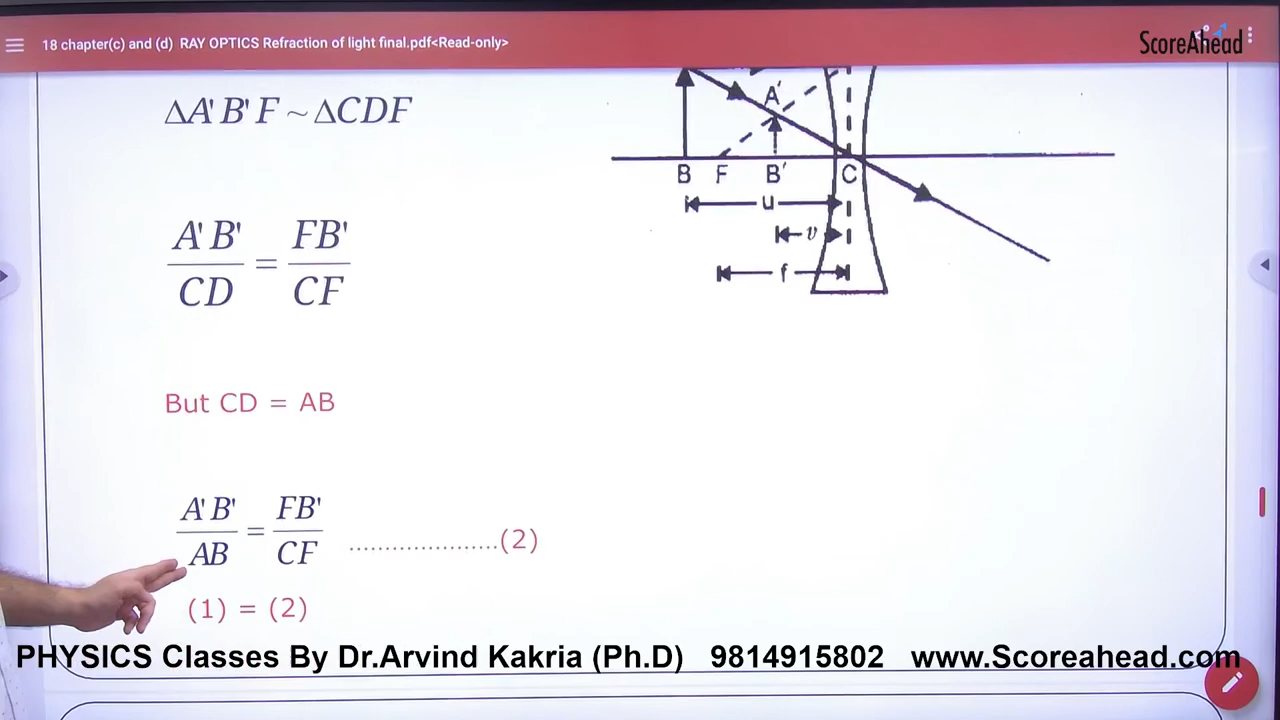 18 chapter(c) and (d) RAY OPTICS Refraction of light final.pdf<Read-only>
ScoreAhead
ΔA'B'F ~ ΔCDF
A'B'/CD = FB'/CF
But CD = AB
A'B'/AB = FB'/CF .....................(2)
(1) = (2)
A'
B F B' C
u
v
f
PHYSICS Classes By Dr.Arvind Kakria (Ph.D) 9814915802 www.Scoreahead.com